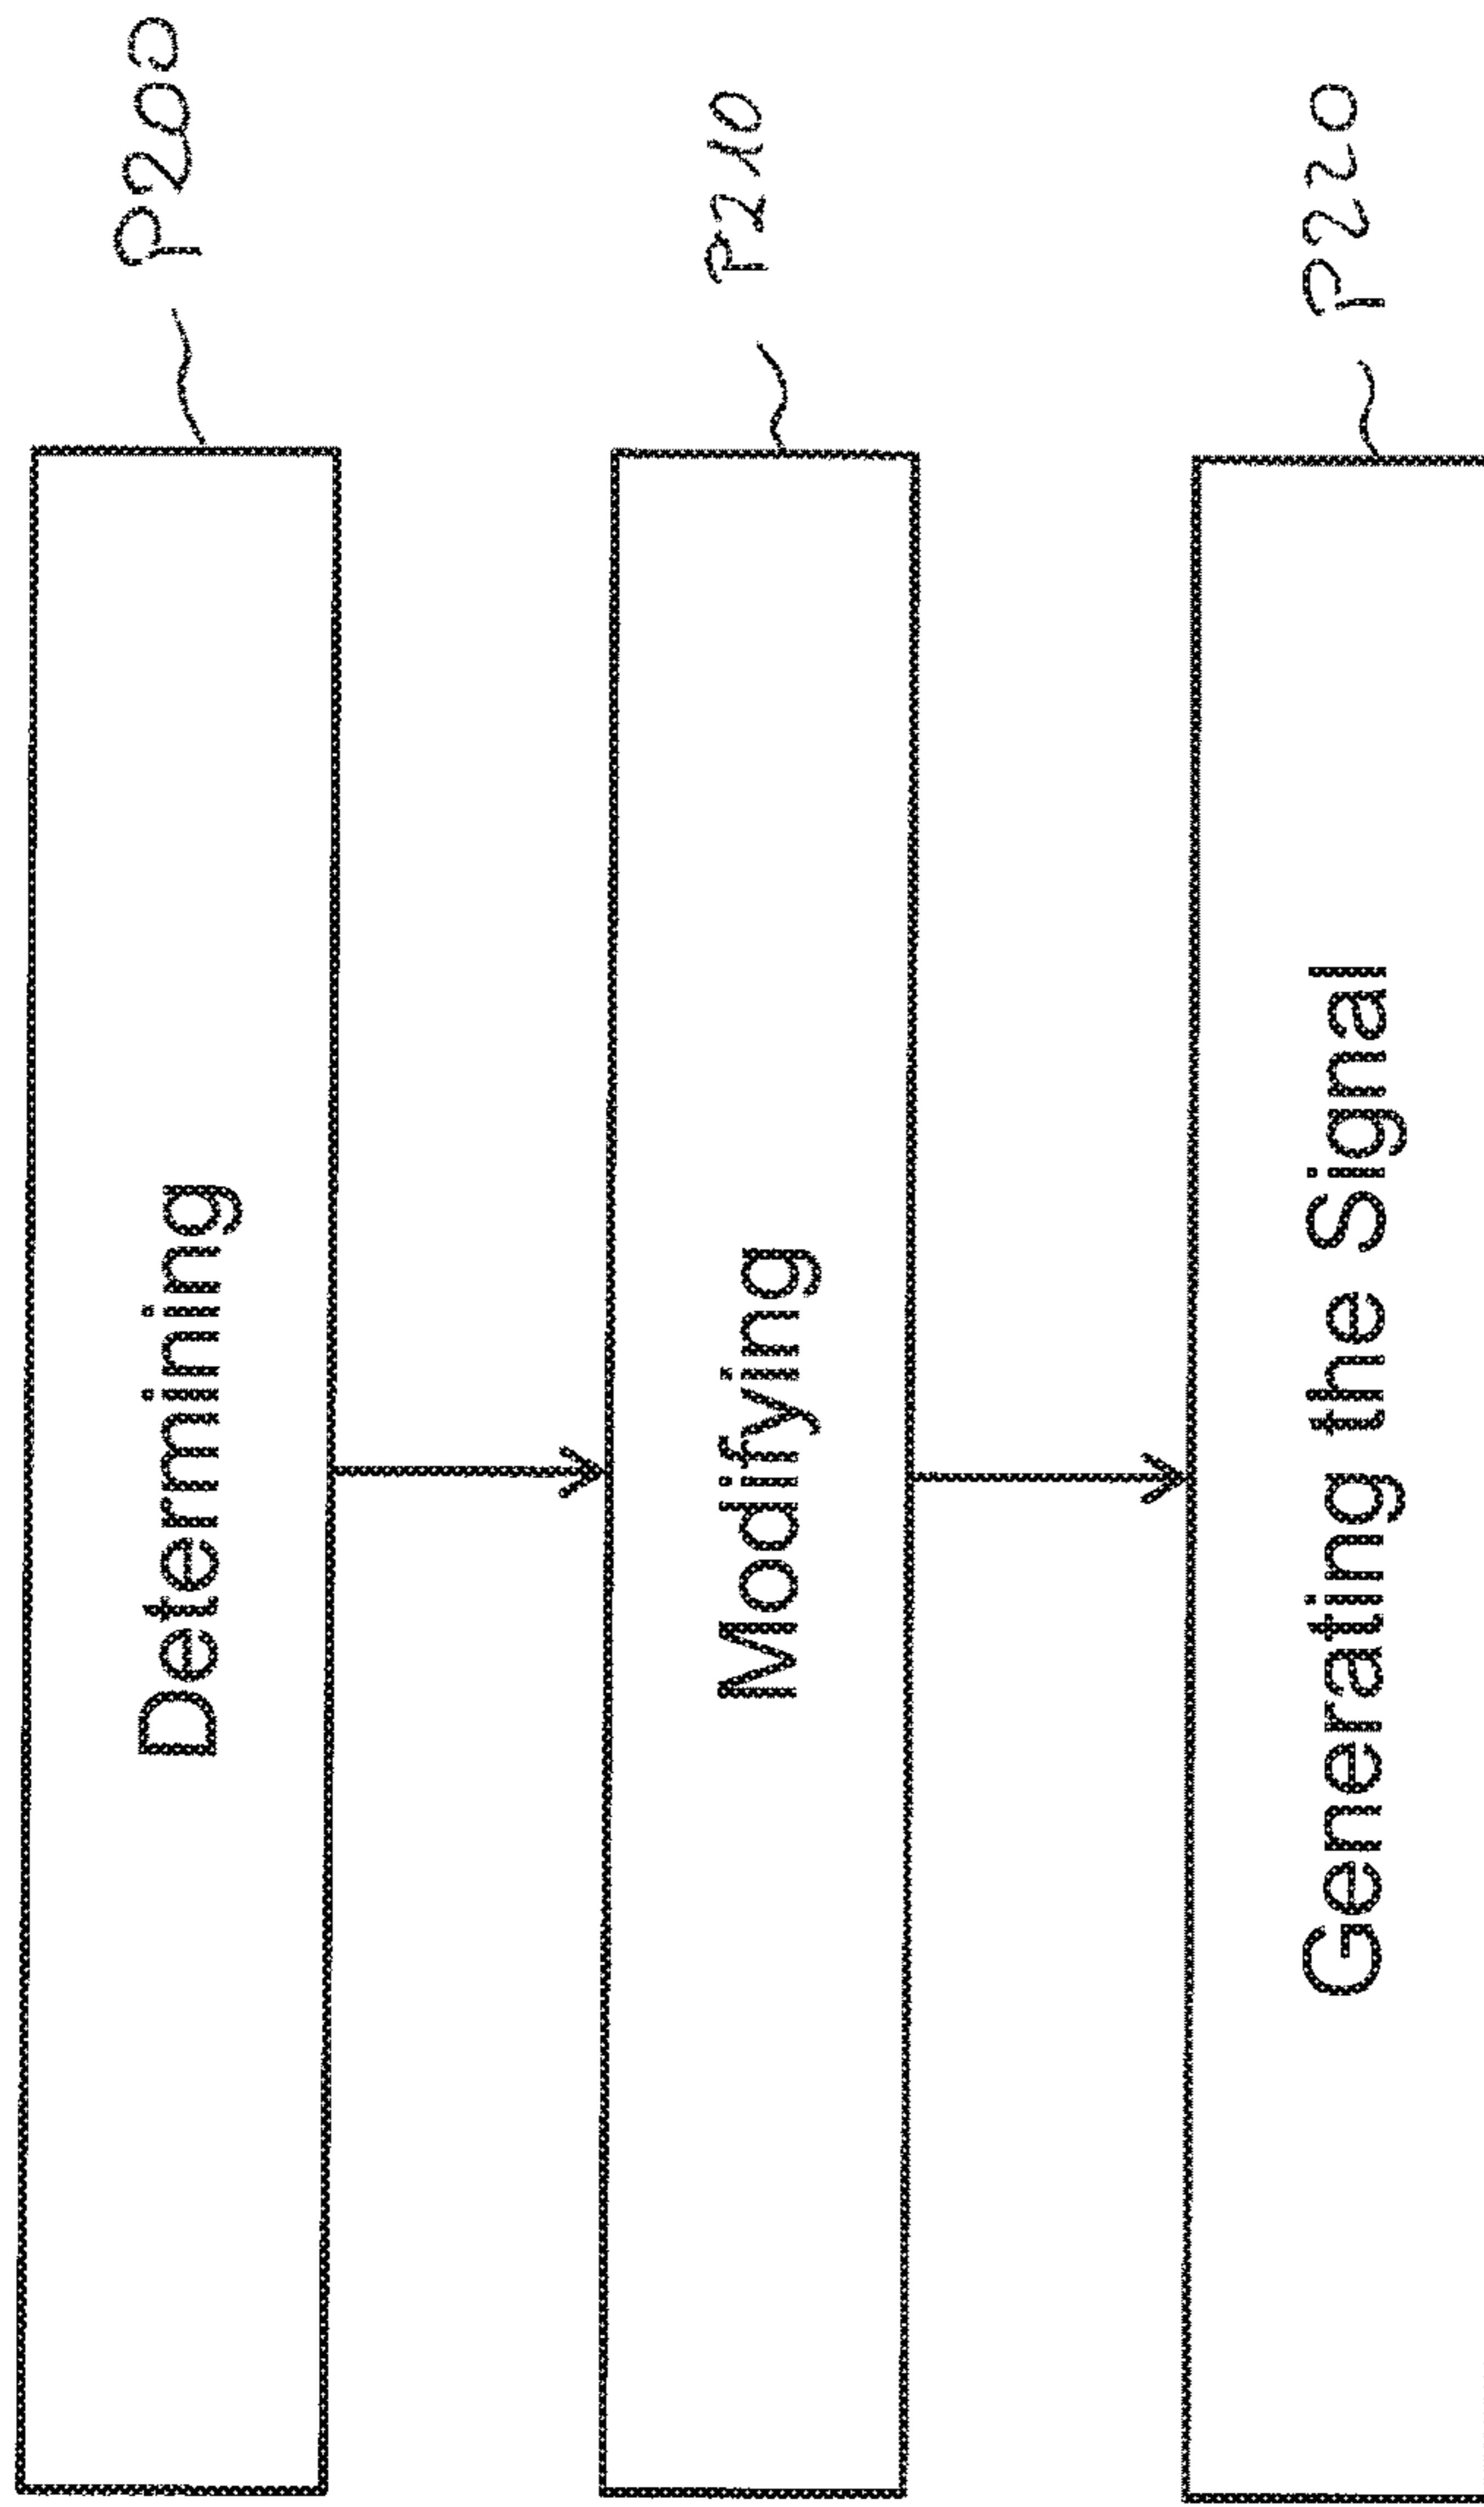 Determining
P200
Modifying
P210
Generating the Signal
P220